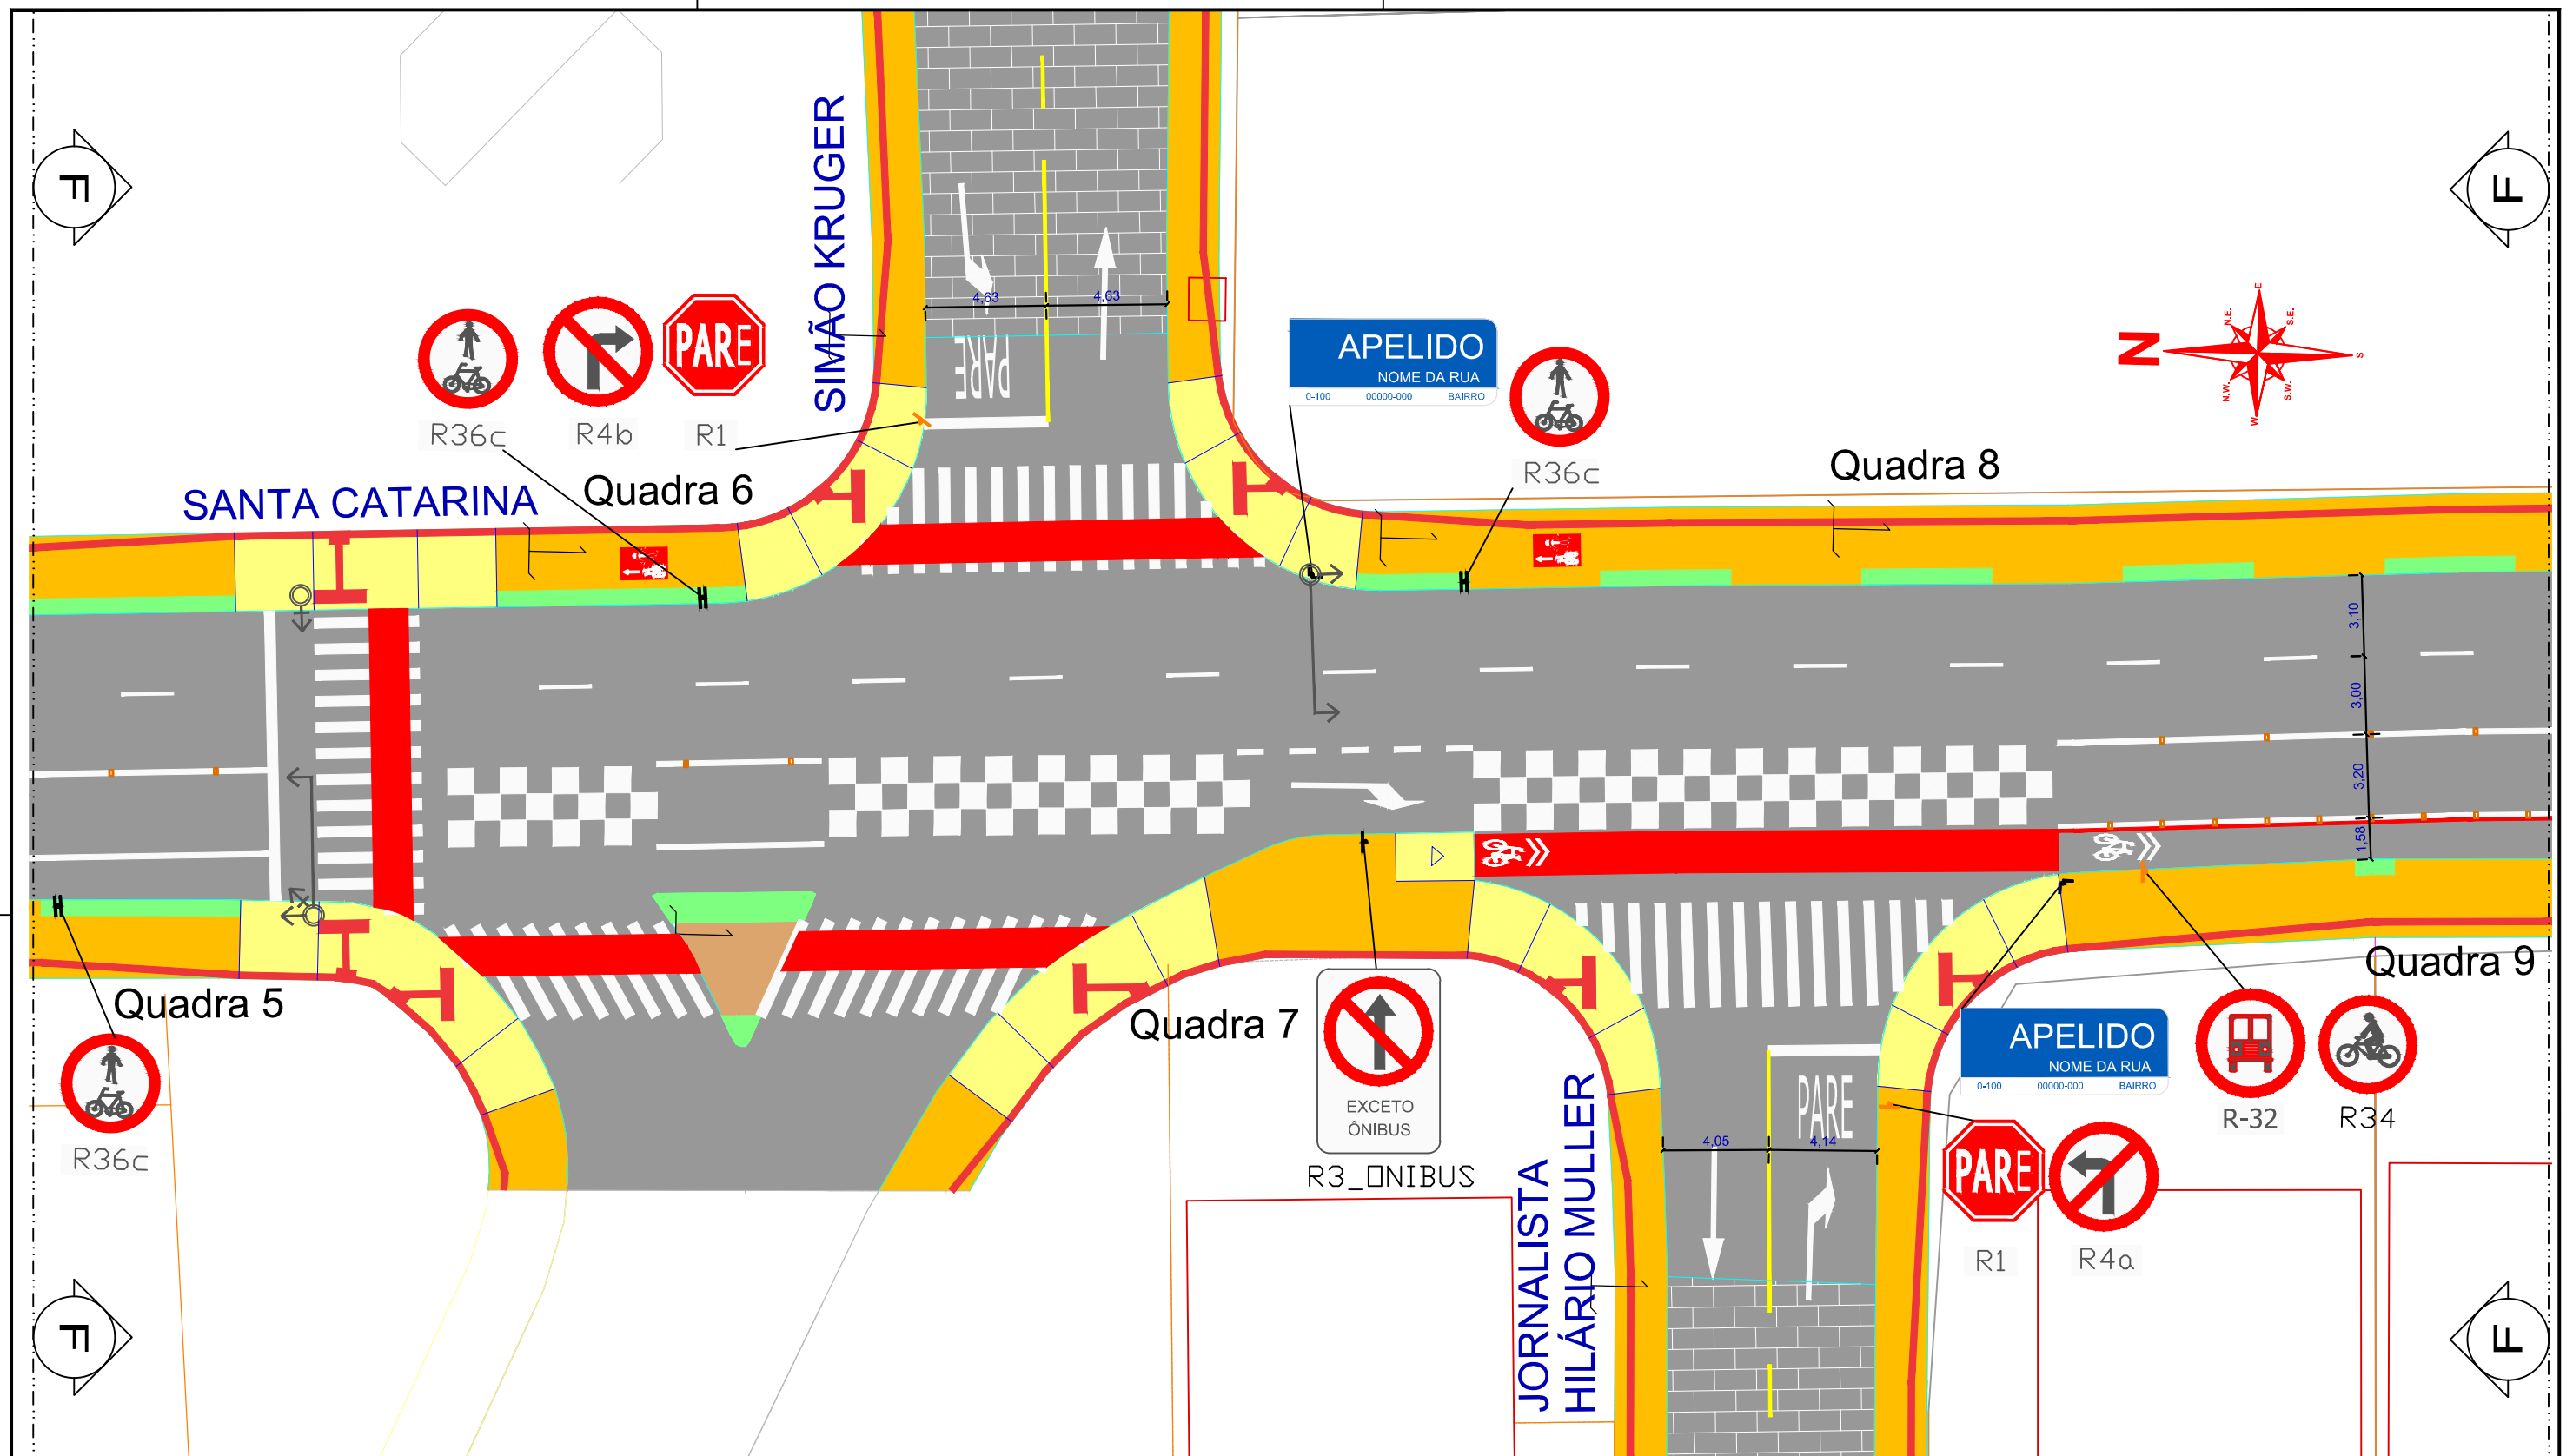 F
F
SIMÃO KRUGER
4,63
4,63
PARE
R36c
R4b
PARE
R1
APELIDO
NOME DA RUA
0-100 00000-000 BAIRRO
R36c
N
N.E.
E
S.E.
S
S.W.
W
N.W.
Quadra 8
SANTA CATARINA
Quadra 6
3,10
3,00
3,20
1,58
Quadra 5
R36c
Quadra 7
EXCETO
ÔNIBUS
R3_ONIBUS
Quadra 9
APELIDO
NOME DA RUA
0-100 00000-000 BAIRRO
R-32
R34
PARE
4,05
4,14
PARE
R1
R4a
JORNALISTA
HILÁRIO MULLER
F
F